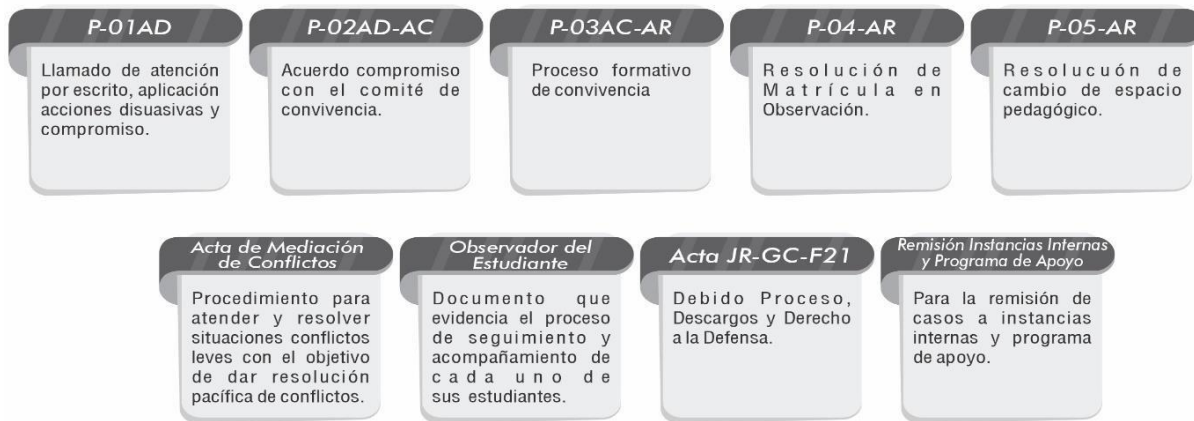 P-01AD
Llamado de atención
por escrito, aplicación
acciones disuasivas y
compromiso.
P-02AD-AC
Acuerdo compromiso
con el comité de
convivencia.
P-03AC-AR
Proceso formativo
de convivencia
P-04-AR
Resolución de
Matrícula en
Observación.
P-05-AR
Resolucuón de
cambio de espacio
pedagógico.
Acta de Mediación
de Conflictos
Procedimiento para
atender y resolver
situaciones conflictos
leves con el objetivo
de dar resolución
pacífica de conflictos.
Observador del
Estudiante
Documento que
evidencia el proceso
de seguimiento y
acompañamiento de
cada uno de
sus estudiantes.
Acta JR-GC-F21
Debido Proceso,
Descargos y Derecho
a la Defensa.
Remisión Instancias Internas
y Programa de Apoyo
Para la remisión de
casos a instancias
internas y programa
de apoyo.